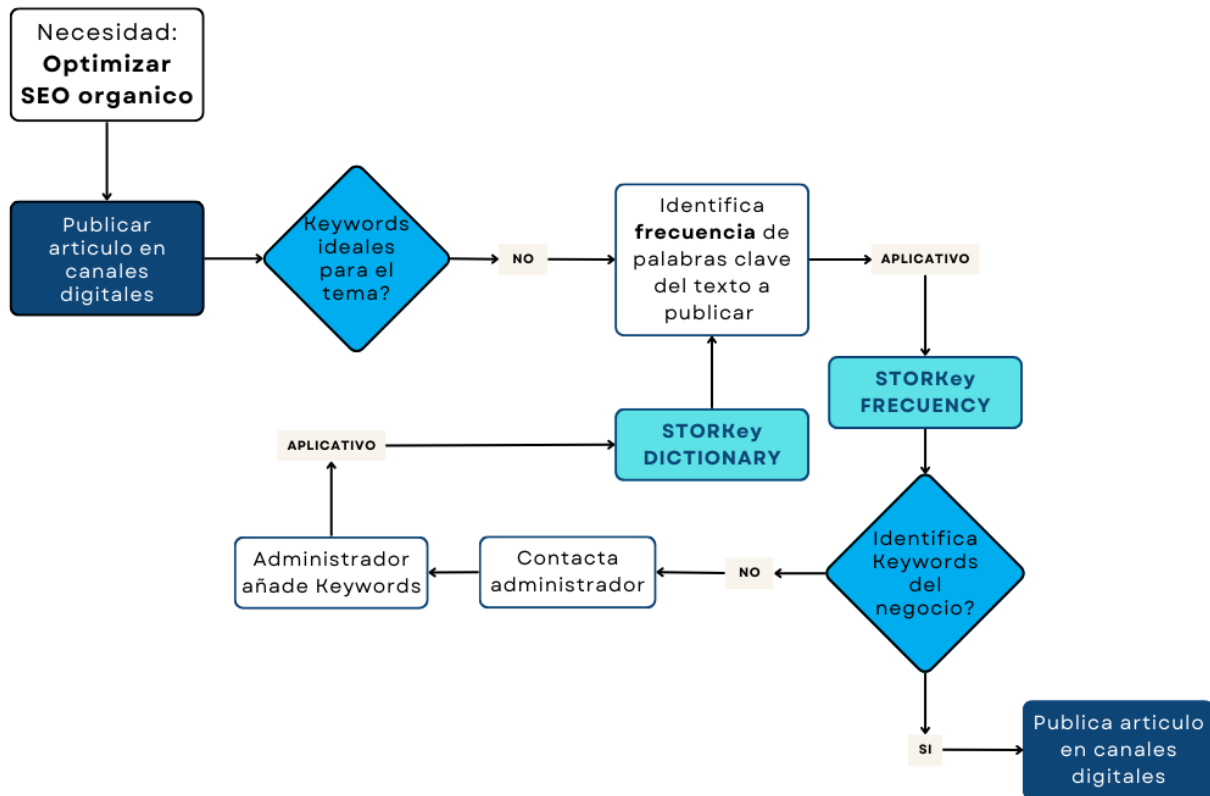 Necesidad:
Optimizar
SEO organico
Publicar
articulo en
canales
digitales
Keywords
ideales
para el
tema?
NO
Identifica
frecuencia de
palabras clave
del texto a
publicar
APLICATIVO
STORKey
FRECUENCY
APLICATIVO
STORKey
DICTIONARY
Identifica
Keywords
del
negocio?
NO
Contacta
administrador
Administrador
añade Keywords
SI
Publica articulo
en canales
digitales